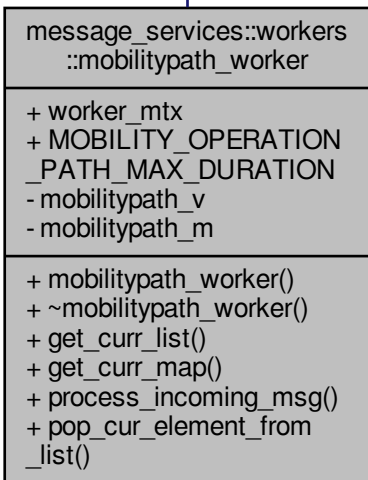 message_services::workers
::mobilitypath_worker
+ worker_mtx
+ MOBILITY_OPERATION
_PATH_MAX_DURATION
- mobilitypath_v
- mobilitypath_m
+ mobilitypath_worker()
+ ~mobilitypath_worker()
+ get_curr_list()
+ get_curr_map()
+ process_incoming_msg()
+ pop_cur_element_from
_list()